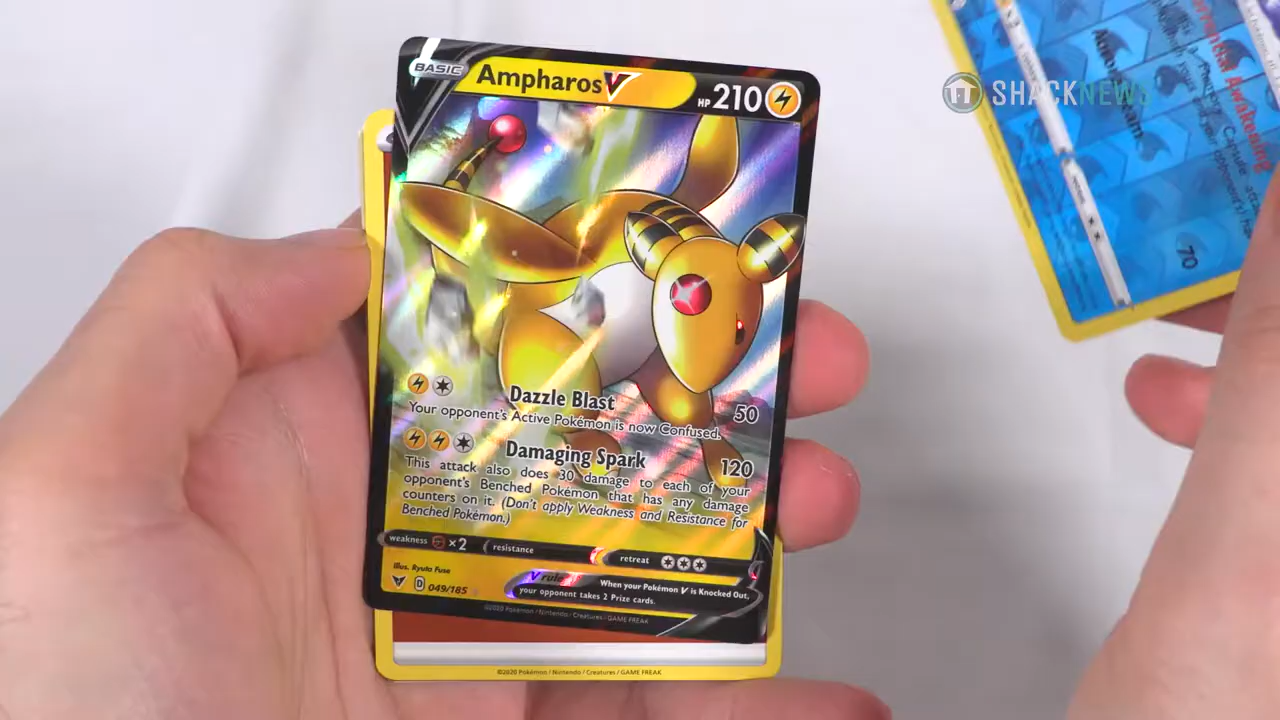 BASIC
Ampharos V
HP 210
Dazzle Blast
50
Your opponent's Active Pokémon is now Confused.
Damaging Spark
120
This attack also does 30 damage to each of your
opponent's Benched Pokémon that has any damage
counters on it. (Don't apply Weakness and Resistance for
Benched Pokémon.)
weakness ×2 resistance retreat
Illus. Ryuta Fuse
D 049/185
V rule
When your Pokémon V is Knocked Out,
your opponent takes 2 Prize cards.
©2020 Pokémon / Nintendo / Creatures / GAME FREAK
©2020 Pokémon / Nintendo / Creatures / GAME FREAK
SHACKNEWS
Awakening
70